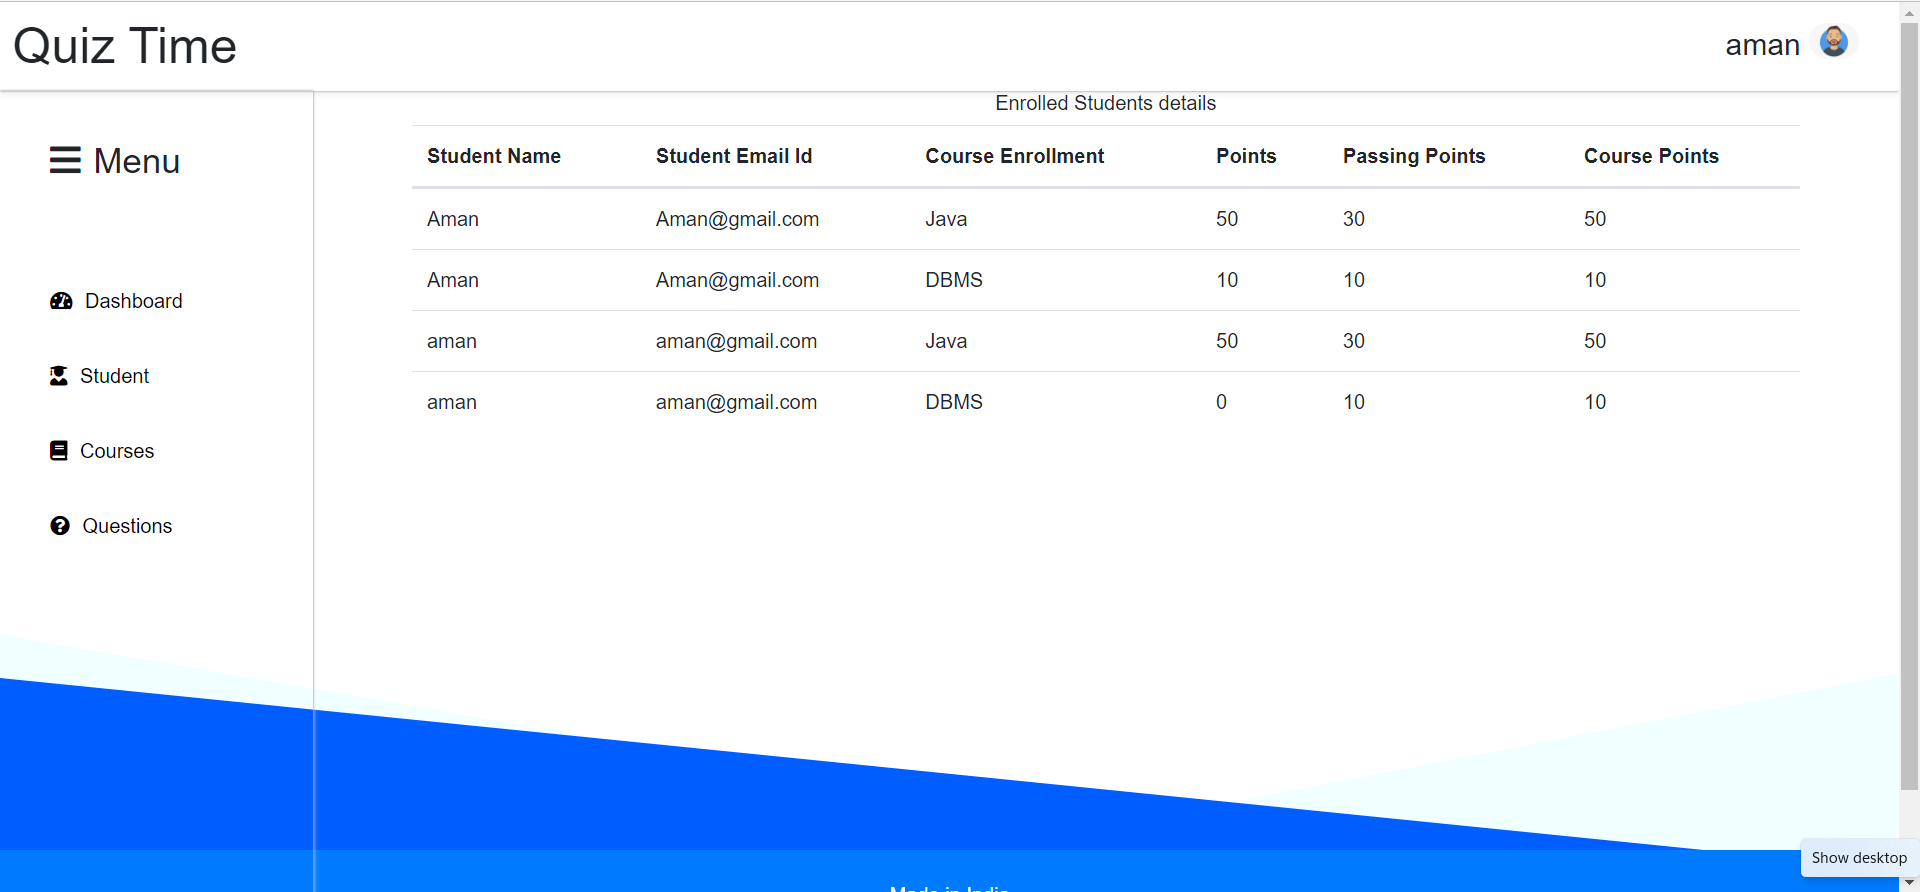 Quiz Time
aman
Menu
Dashboard
Student
Courses
Questions
Enrolled Students details
Student Name Student Email Id Course Enrollment Points Passing Points Course Points
Aman Aman@gmail.com Java 50 30 50
Aman Aman@gmail.com DBMS 10 10 10
aman aman@gmail.com Java 50 30 50
aman aman@gmail.com DBMS 0 10 10
Show desktop
Made in India